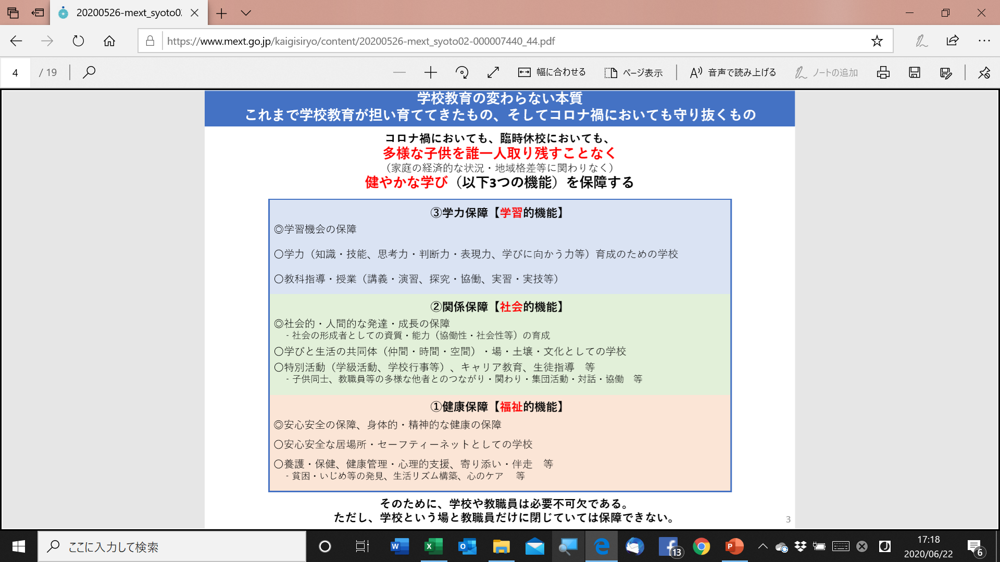 20200526-mext_syoto02
https://www.mext.go.jp/kaigisiryo/content/20200526-mext_syoto02-000007440_44.pdf
4 / 19
幅に合わせる
ページ表示
音声で読み上げる
ノートの追加
学校教育の変わらない本質
これまで学校教育が担い育ててきたもの、そしてコロナ禍においても守り抜くもの
コロナ禍においても、臨時休校においても、
多様な子供を誰一人取り残すことなく
（家庭の経済的な状況・地域格差等に関わりなく）
健やかな学び（以下3つの機能）を保障する
③学力保障【学習的機能】
◎学習機会の保障
〇学力（知識・技能、思考力・判断力・表現力、学びに向かう力等）育成のための学校
〇教科指導・授業（講義・演習、探究・協働、実習・実技等）
②関係保障【社会的機能】
◎社会的・人間的な発達・成長の保障
- 社会の形成者としての資質・能力（協働性・社会性等）の育成
〇学びと生活の共同体（仲間・時間・空間）・場・土壌・文化としての学校
〇特別活動（学級活動、学校行事等）、キャリア教育、生徒指導　等
- 子供同士、教職員等の多様な他者とのつながり・関わり・集団活動・対話・協働　等
①健康保障【福祉的機能】
◎安心安全の保障、身体的・精神的な健康の保障
〇安心安全な居場所・セーフティーネットとしての学校
〇養護・保健、健康管理・心理的支援、寄り添い・伴走　等
- 貧困・いじめ等の発見、生活リズム構築、心のケア　等
そのために、学校や教職員は必要不可欠である。
ただし、学校という場と教職員だけに閉じていては保障できない。
3
ここに入力して検索
13
17:18
2020/06/22
6